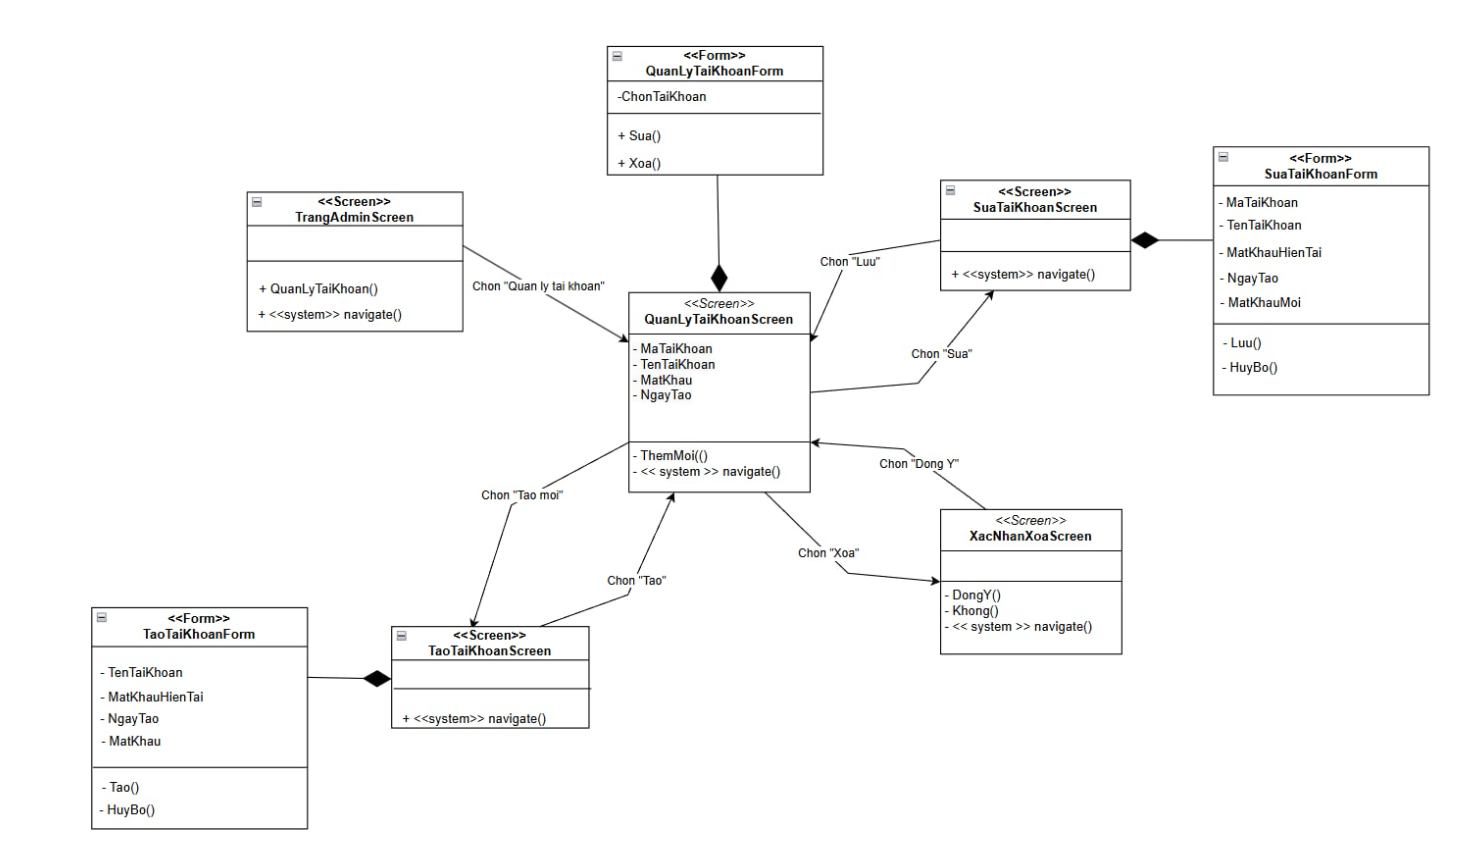 <<Form>>
QuanLyTaiKhoanForm
-ChonTaiKhoan
+ Sua()
+ Xoa()
<<Screen>>
TrangAdminScreen
+ QuanLyTaiKhoan()
+ <<system>> navigate()
Chon "Quan ly tai khoan"
<<Screen>>
QuanLyTaiKhoanScreen
- MaTaiKhoan
- TenTaiKhoan
- MatKhau
- NgayTao
- ThemMoi(()
- << system >> navigate()
Chon "Luu"
Chon "Sua"
<<Screen>>
SuaTaiKhoanScreen
+ <<system>> navigate()
<<Form>>
SuaTaiKhoanForm
- MaTaiKhoan
- TenTaiKhoan
- MatKhauHienTai
- NgayTao
- MatKhauMoi
- Luu()
- HuyBo()
Chon "Dong Y"
Chon "Xoa"
<<Screen>>
XacNhanXoaScreen
- DongY()
- Khong()
- << system >> navigate()
Chon "Tao moi"
Chon "Tao"
<<Form>>
TaoTaiKhoanForm
- TenTaiKhoan
- MatKhauHienTai
- NgayTao
- MatKhau
- Tao()
- HuyBo()
<<Screen>>
TaoTaiKhoanScreen
+ <<system>> navigate()